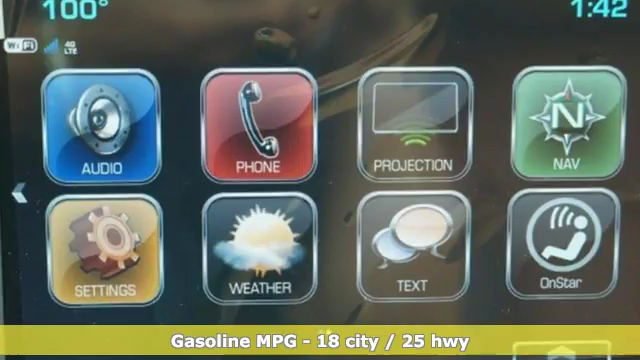 100°
1:42
Wi Fi
4G
LTE
AUDIO
PHONE
PROJECTION
N
NAV
SETTINGS
WEATHER
TEXT
OnStar
Gasoline MPG - 18 city / 25 hwy